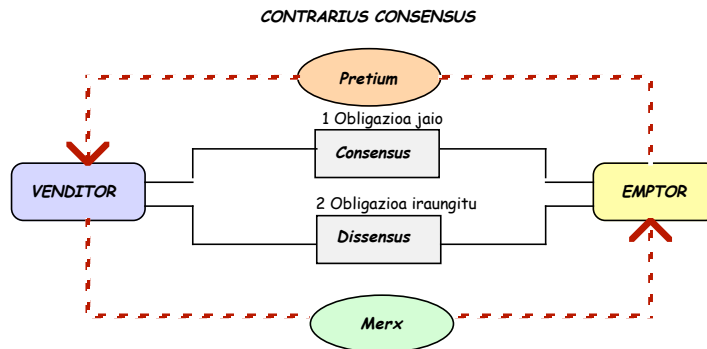 CONTRARIUS CONSENSUS
Pretium
1 Obligazioa jaio
Consensus
VENDITOR
EMPTOR
2 Obligazioa iraungitu
Dissensus
Merx